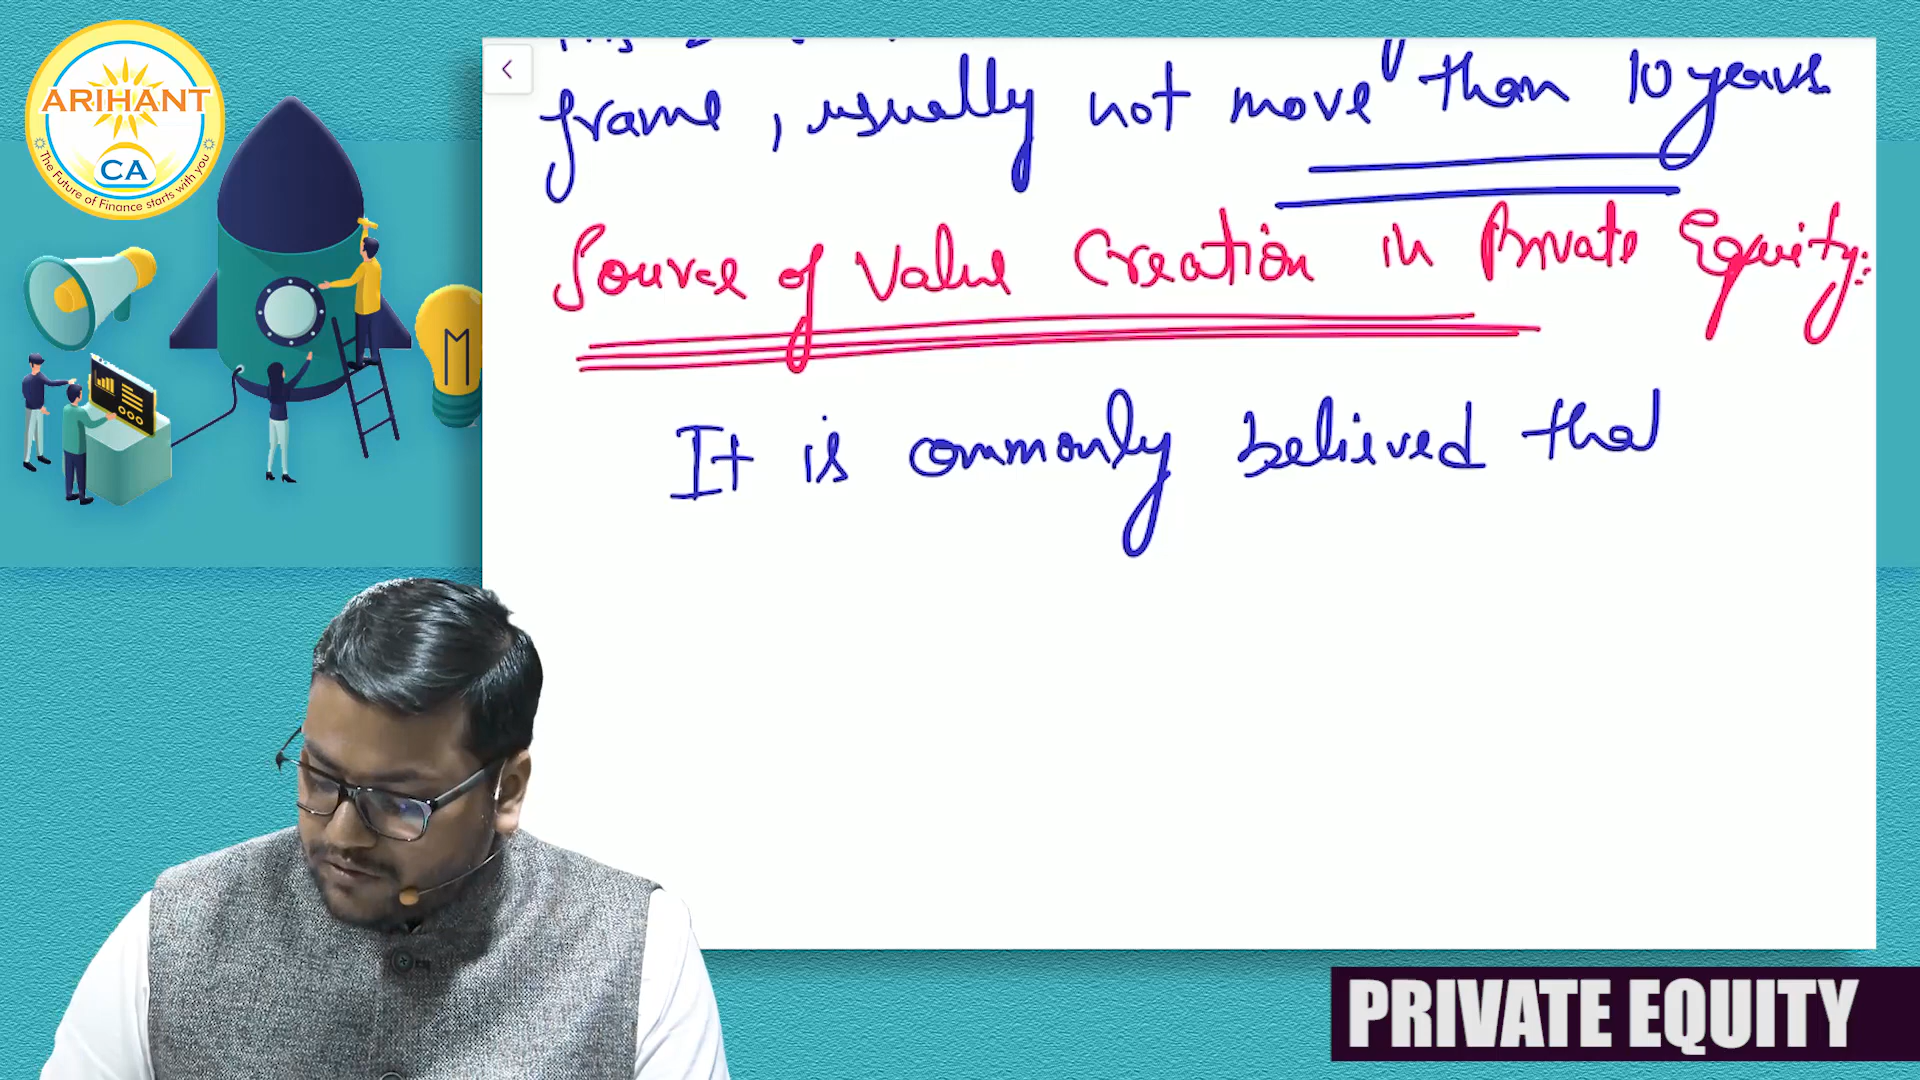 ARIHANT
CA
The Future of Finance starts with you
frame, usually not more than 10 years
Source of Value Creation in Private Equity:
It is commonly believed that
PRIVATE EQUITY